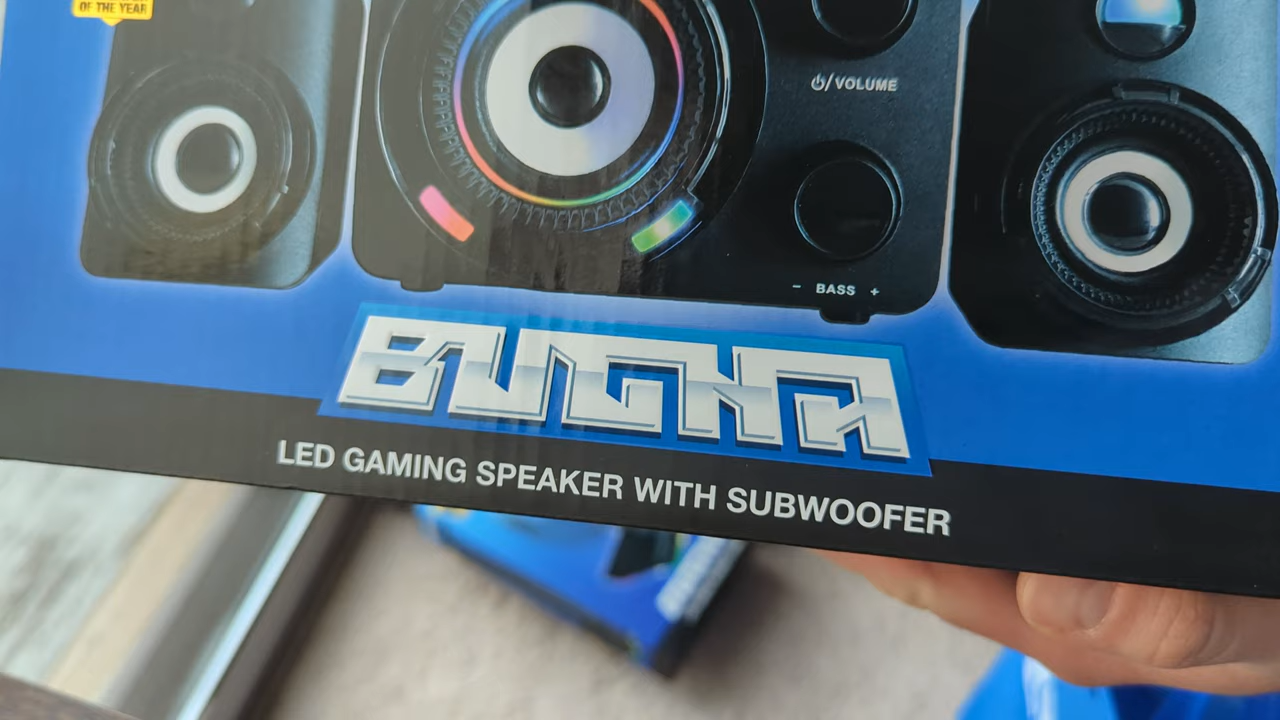 OF THE YEAR
⏻/VOLUME
- BASS +
BUGHA
LED GAMING SPEAKER WITH SUBWOOFER